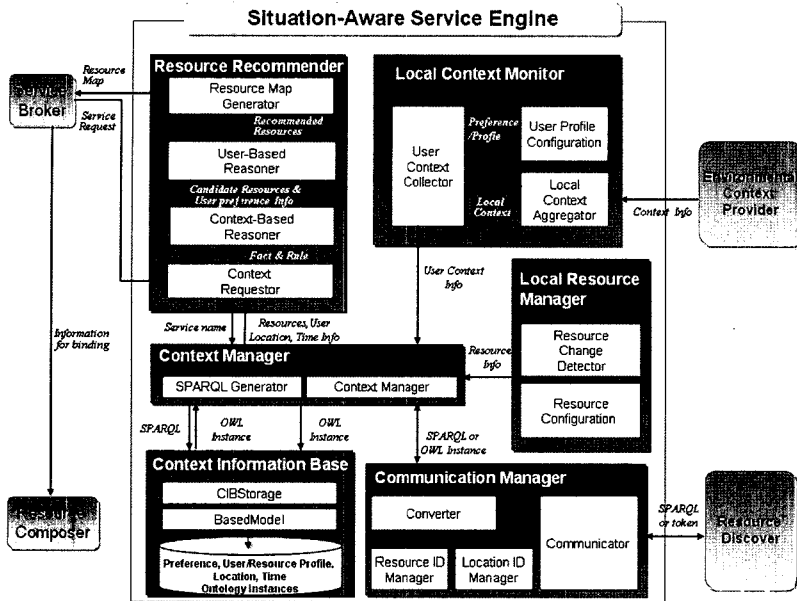 Situation-Aware Service Engine
Resource
Map
Service
Broker
Service
Request
Resource Recommender
Resource Map
Generator
Recommended
Resources
User-Based
Reasoner
Candidate Resources &
User preference Info
Context-Based
Reasoner
Fact & Rule
Context
Requestor
Local Context Monitor
User
Context
Collector
Preference
/Profie
User Profile
Configuration
Local
Context
Local
Context
Aggregator
Environmental
Context
Provider
Context Info
User Context
Info
Local Resource
Manager
Resource
Change
Detector
Resource
Configuration
Resource
Info
Service name
Resources, User
Location, Time Info
Information
for binding
Context Manager
SPARQL Generator
Context Manager
SPARQL
OWL
Instance
OWL
Instance
SPARQL or
OWL Instance
Context Information Base
CIBStorage
BasedModel
Preference, User/Resource Profile,
Location, Time
Ontology Instances
Communication Manager
Converter
Resource ID
Manager
Location ID
Manager
Communicator
SPARQL
or token
Resource
Discover
Resource
Composer